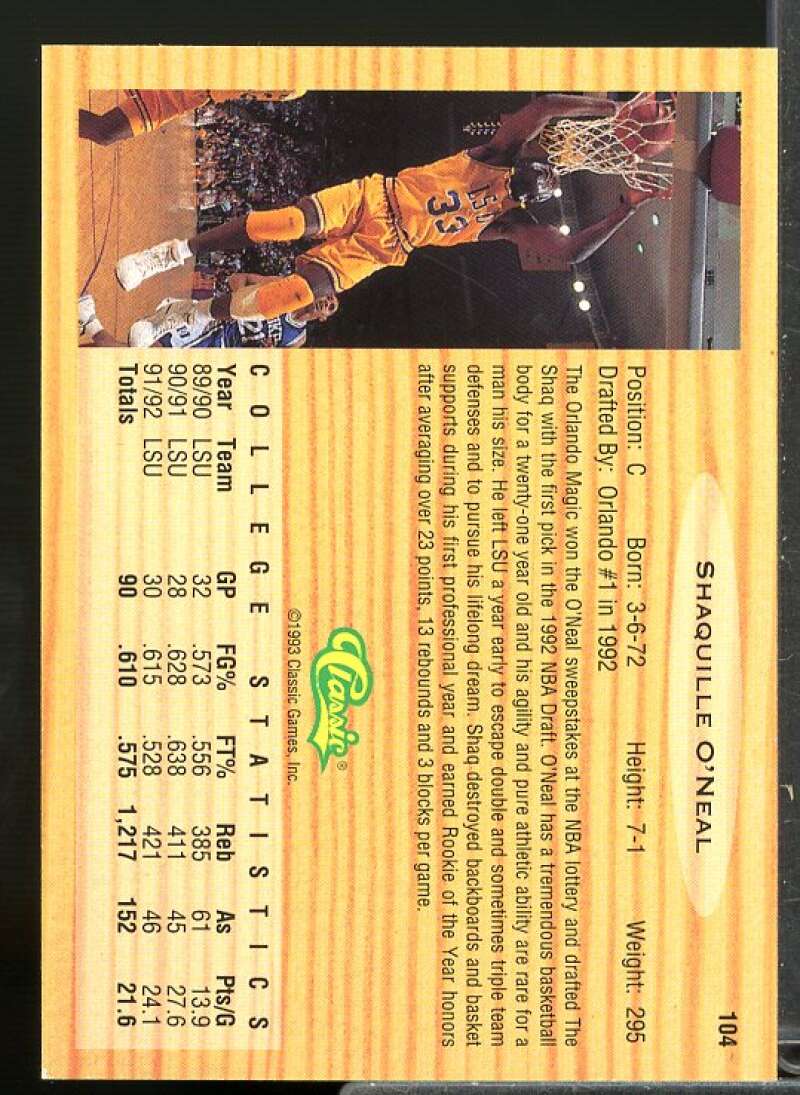 104
SHAQUILLE O'NEAL
Position: C Born: 3-6-72 Height: 7-1 Weight: 295
Drafted By: Orlando #1 in 1992
The Orlando Magic won the O'Neal sweepstakes at the NBA lottery and drafted The
Shaq with the first pick in the 1992 NBA Draft. O'Neal has a tremendous basketball
body for a twenty-one year old and his agility and pure athletic ability are rare for a
man his size. He left LSU a year early to escape double and sometimes triple team
defenses and to pursue his lifelong dream. Shaq destroyed backboards and basket
supports during his first professional year and earned Rookie of the Year honors
after averaging over 23 points, 13 rebounds and 3 blocks per game.
Classic®
©1993 Classic Games, Inc.
COLLEGE STATISTICS
Year Team GP FG% FT% Reb As Pts/G
89/90 LSU 32 .573 .556 385 61 13.9
90/91 LSU 28 .628 .638 411 45 27.6
91/92 LSU 30 .615 .528 421 46 24.1
Totals 90 .610 .575 1,217 152 21.6
LSU
33
21